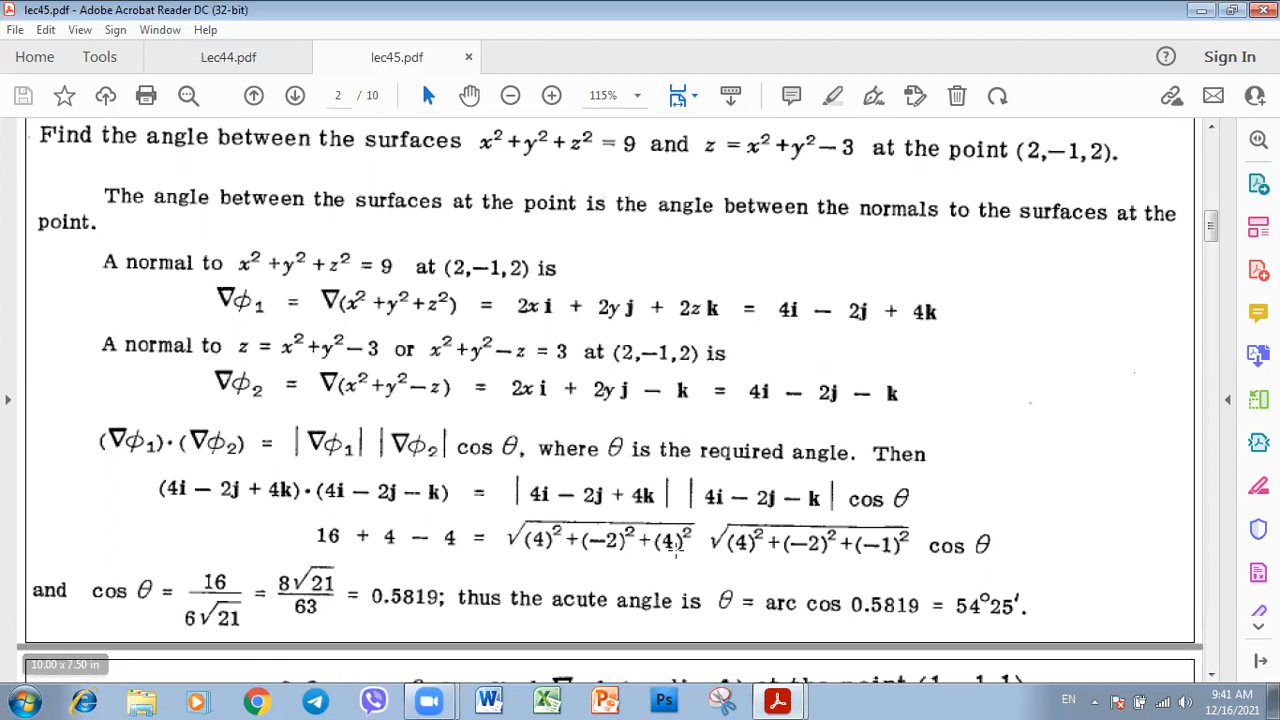 lec45.pdf - Adobe Acrobat Reader DC (32-bit)
File Edit View Sign Window Help
Home Tools Lec44.pdf lec45.pdf × Sign In
2 / 10 115%
Find the angle between the surfaces x²+y²+z² = 9 and z = x²+y²−3 at the point (2,−1,2).
The angle between the surfaces at the point is the angle between the normals to the surfaces at the
point.
A normal to x²+y²+z² = 9 at (2,−1,2) is
∇ϕ₁ = ∇(x²+y²+z²) = 2x i + 2y j + 2z k = 4i − 2j + 4k
A normal to z = x²+y²−3 or x²+y²−z = 3 at (2,−1,2) is
∇ϕ₂ = ∇(x²+y²−z) = 2x i + 2y j − k = 4i − 2j − k
(∇ϕ₁)·(∇ϕ₂) = |∇ϕ₁| |∇ϕ₂| cos θ, where θ is the required angle. Then
(4i − 2j + 4k)·(4i − 2j − k) = |4i − 2j + 4k| |4i − 2j − k| cos θ
16 + 4 − 4 = √((4)²+(−2)²+(4)²) √((4)²+(−2)²+(−1)²) cos θ
and cos θ = 16/6√21 = 8√21/63 = 0.5819; thus the acute angle is θ = arc cos 0.5819 = 54°25′.
10.00 x 7.50 in
EN 9:41 AM
12/16/2021